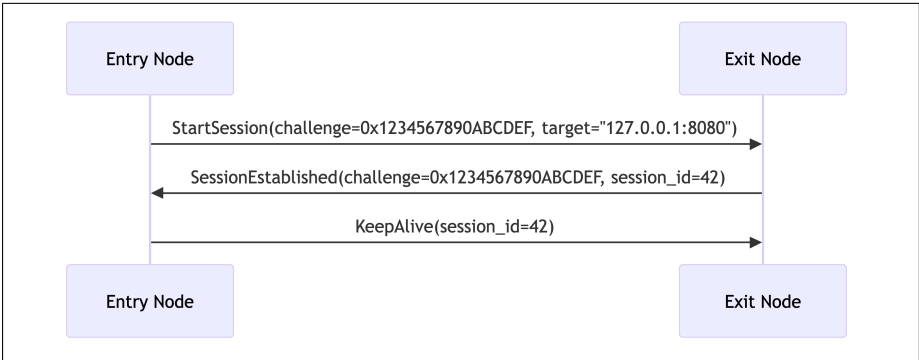 Entry Node
Exit Node
StartSession(challenge=0x1234567890ABCDEF, target="127.0.0.1:8080")
SessionEstablished(challenge=0x1234567890ABCDEF, session_id=42)
KeepAlive(session_id=42)
Entry Node
Exit Node